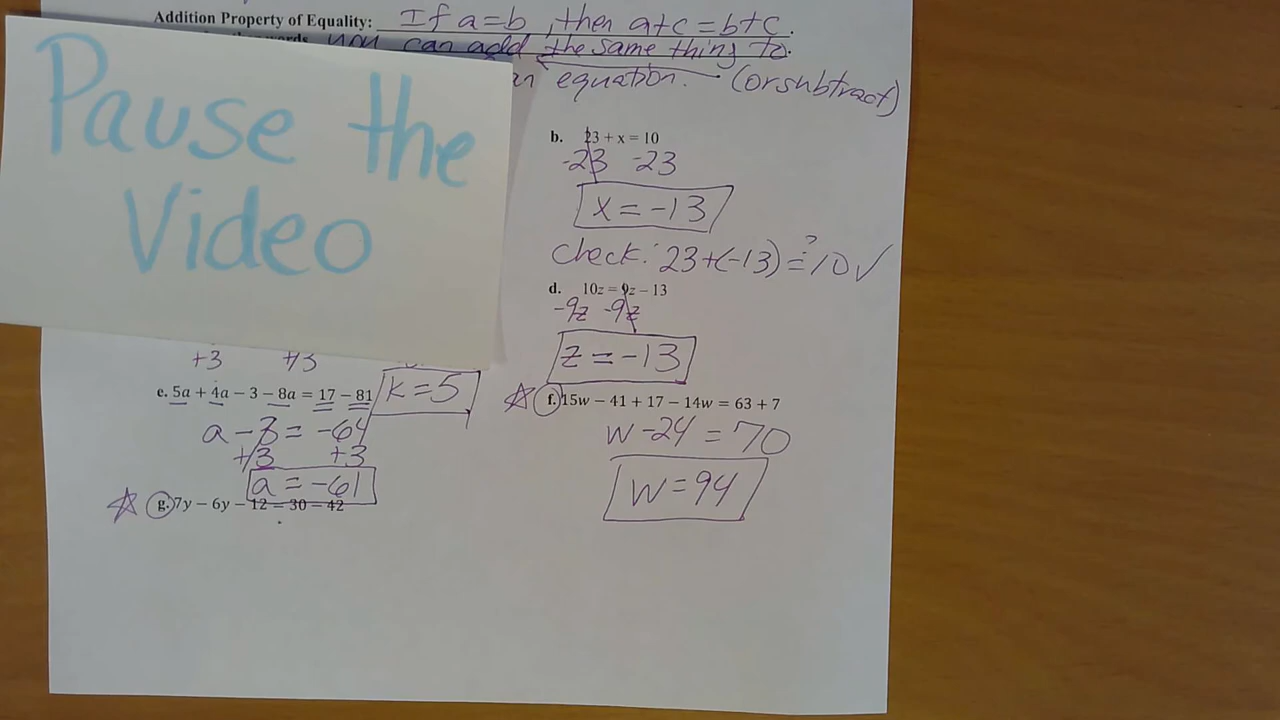 Addition Property of Equality: If a=b, then a+c=b+c.
you can add the same thing to
an equation. (or subtract)
Pause the
Video
b. 23 + x = 10
-23 -23
x = -13
check: 23+(-13) ?= 10 ✓
d. 10z = 9z – 13
-9z -9z
z = -13
+3 +3
k = 5
e. 5a + 4a – 3 – 8a = 17 – 81
a - 3 = -64
+3 +3
a = -61
☆ f. 15w – 41 + 17 – 14w = 63 + 7
w - 24 = 70
w = 94
☆ g. 7y – 6y – 12 = 30 – 42